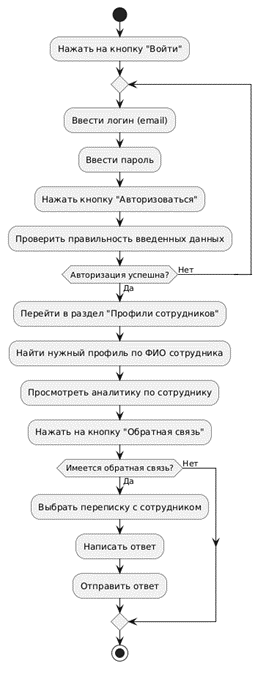 Нажать на кнопку "Войти"
Ввести логин (email)
Ввести пароль
Нажать кнопку "Авторизоваться"
Проверить правильность введенных данных
Авторизация успешна?
Нет
Да
Перейти в раздел "Профили сотрудников"
Найти нужный профиль по ФИО сотрудника
Просмотреть аналитику по сотруднику
Нажать на кнопку "Обратная связь"
Имеется обратная связь?
Нет
Да
Выбрать переписку с сотрудником
Написать ответ
Отправить ответ